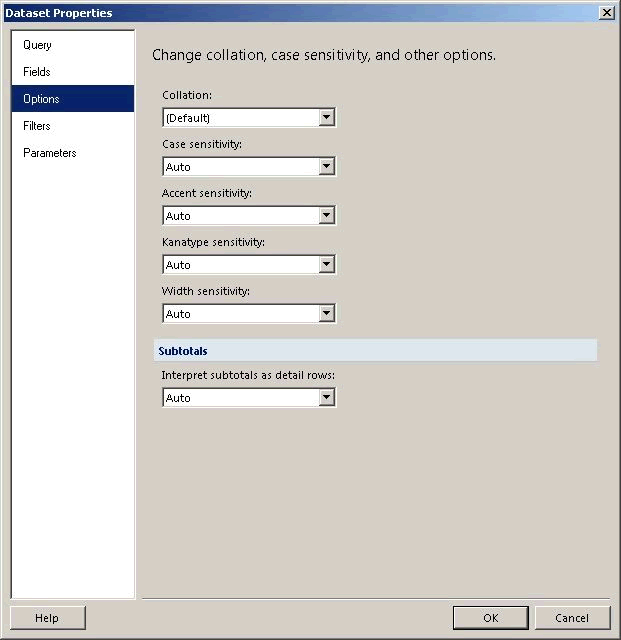 Dataset Properties
Query
Fields
Options
Filters
Parameters
Change collation, case sensitivity, and other options.
Collation:
(Default)
Case sensitivity:
Auto
Accent sensitivity:
Auto
Kanatype sensitivity:
Auto
Width sensitivity:
Auto
Subtotals
Interpret subtotals as detail rows:
Auto
Help
OK
Cancel